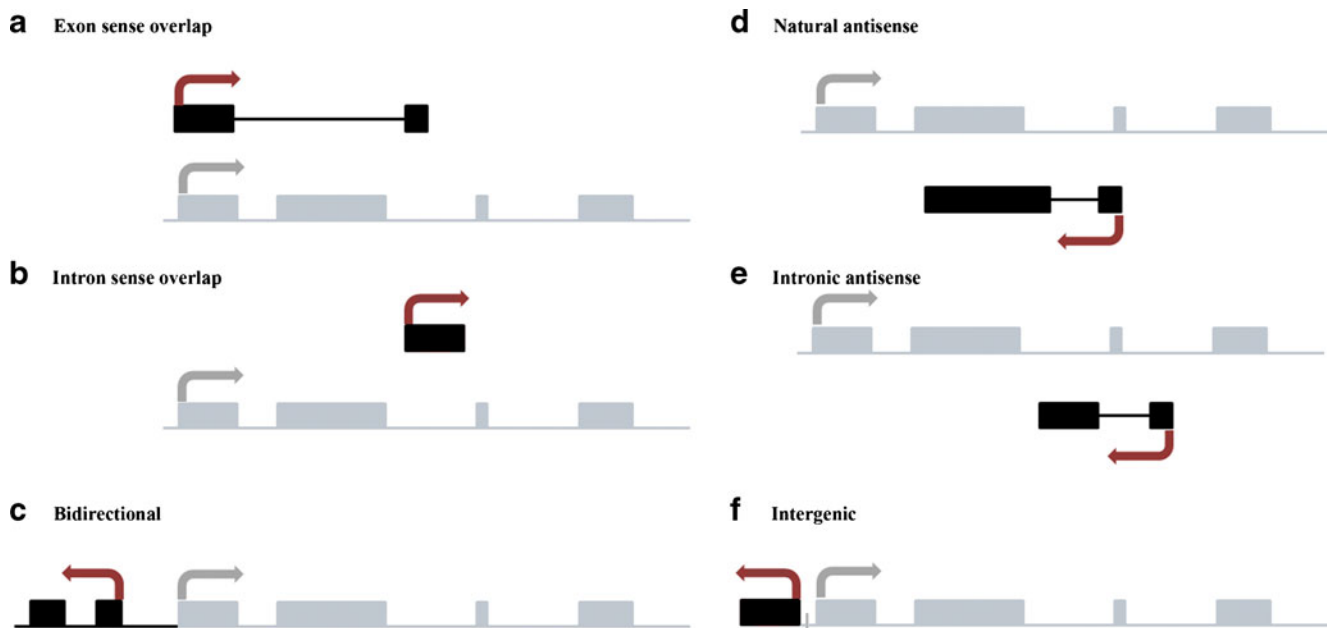 a Exon sense overlap
b Intron sense overlap
c Bidirectional
d Natural antisense
e Intronic antisense
f Intergenic